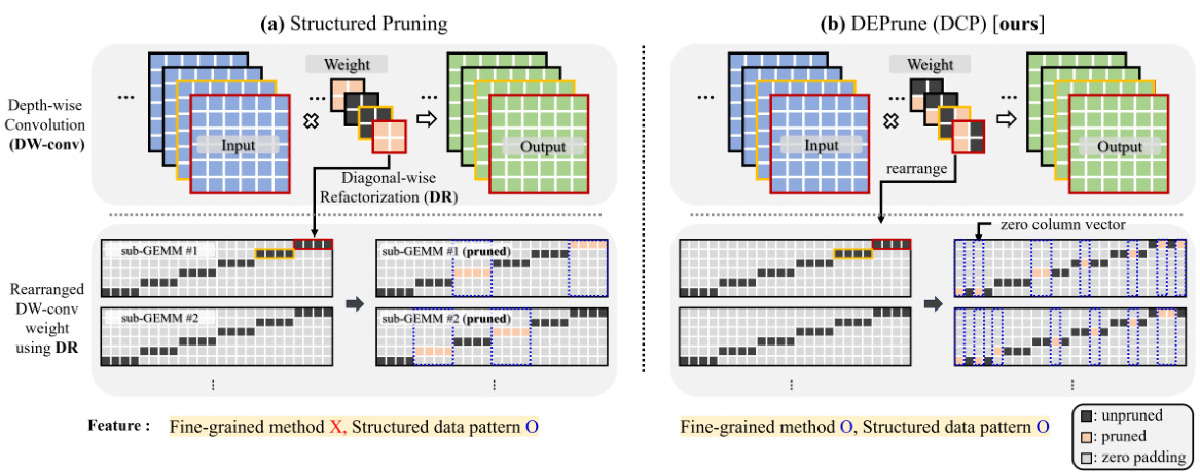 (a) Structured Pruning
Depth-wise
Convolution
(DW-conv)
...
Weight
...
Input
Output
Diagonal-wise
Refactorization (DR)
Rearranged
DW-conv
weight
using DR
sub-GEMM #1
sub-GEMM #1 (pruned)
sub-GEMM #2
sub-GEMM #2 (pruned)
Feature : Fine-grained method X, Structured data pattern O
(b) DEPrune (DCP) [ours]
...
Weight
...
Input
Output
rearrange
zero column vector
Fine-grained method O, Structured data pattern O
: unpruned
: pruned
: zero padding